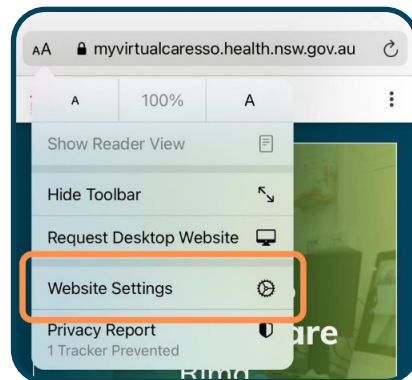 AA myvirtualcaresso.health.nsw.gov.au
A 100% A
Show Reader View
Hide Toolbar
Request Desktop Website
Website Settings
Privacy Report
1 Tracker Prevented